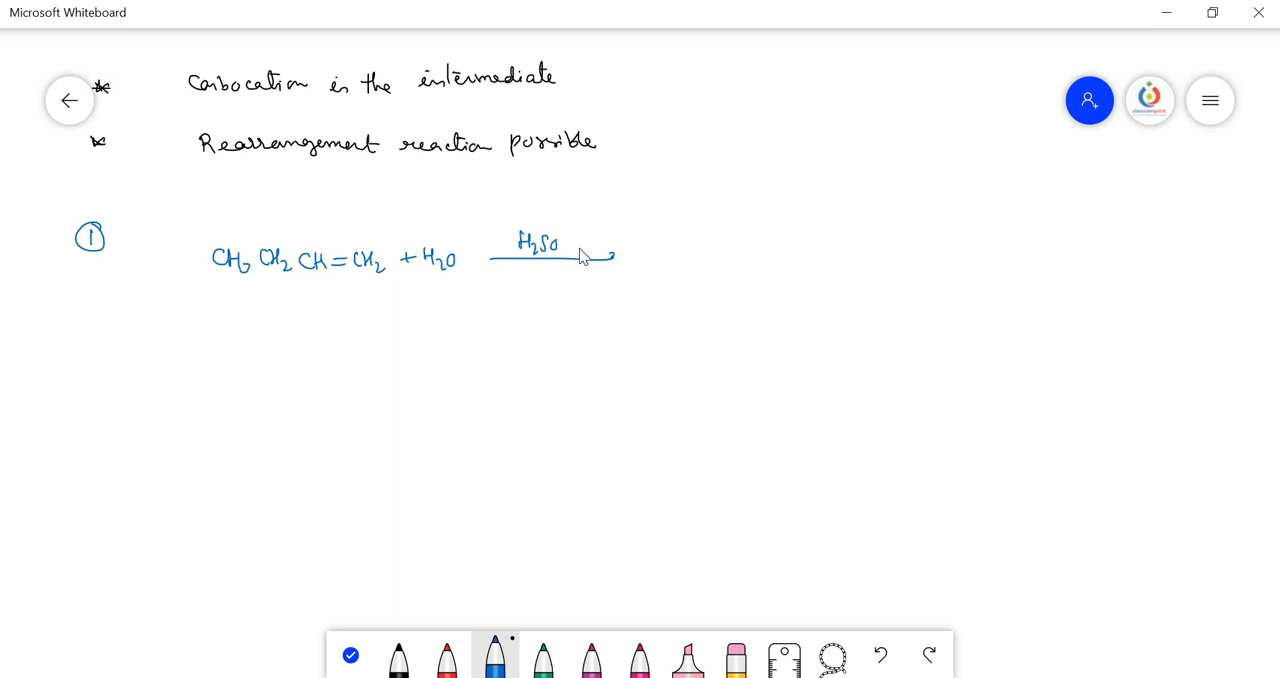 Microsoft Whiteboard
* Carbocation is the intermediate
* Rearrangement reaction possible
① CH3 CH2 CH=CH2 + H2O
H2SO